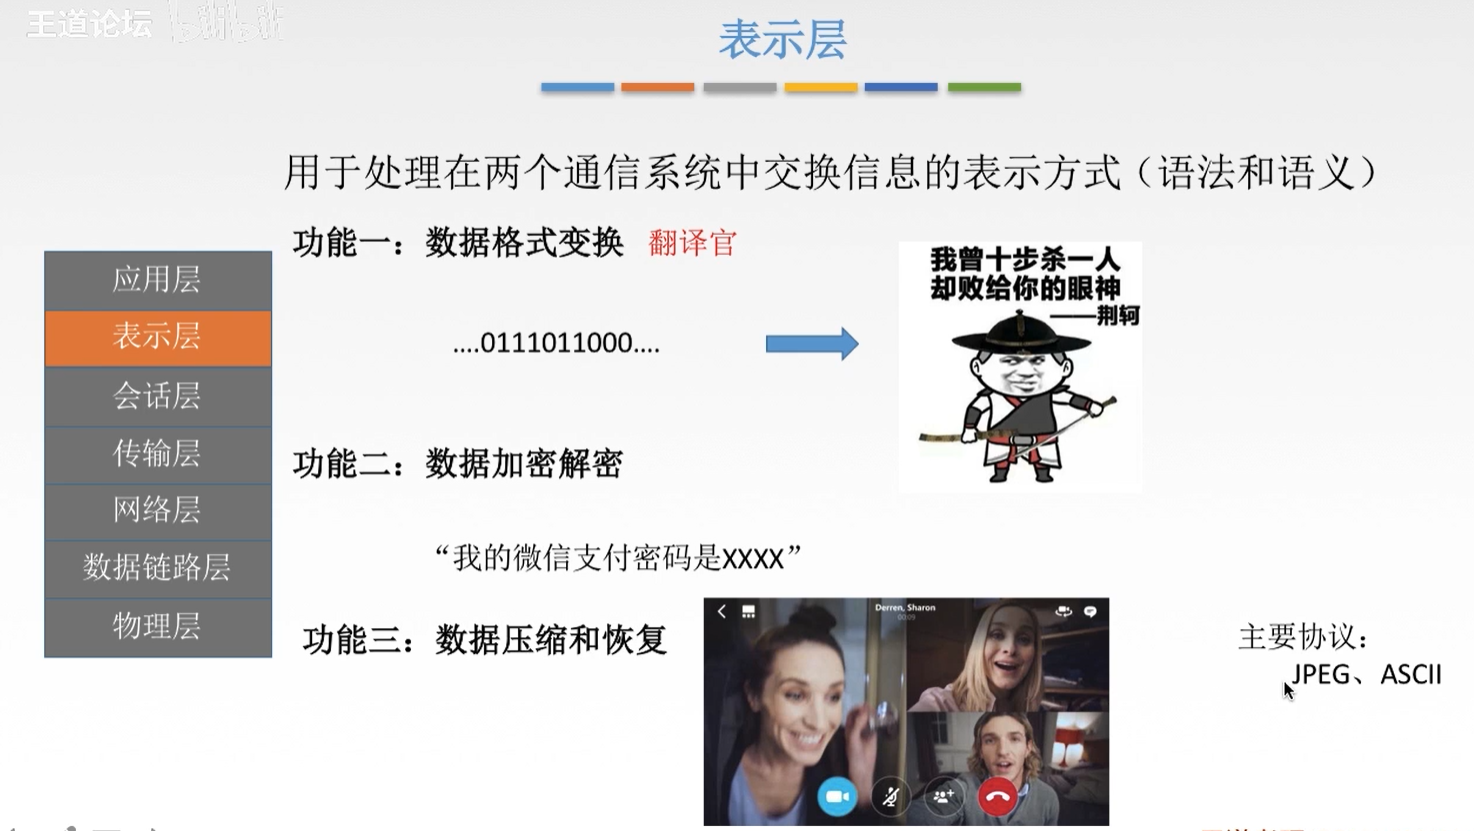 王道论坛 bilibili
表示层
用于处理在两个通信系统中交换信息的表示方式（语法和语义）
功能一：数据格式变换 翻译官
....0111011000....
我曾十步杀一人
却败给你的眼神
——荆轲
应用层
表示层
会话层
传输层
网络层
数据链路层
物理层
功能二：数据加密解密
“我的微信支付密码是XXXX”
功能三：数据压缩和恢复
Derren, Sharon
00:09
主要协议：
JPEG、ASCII